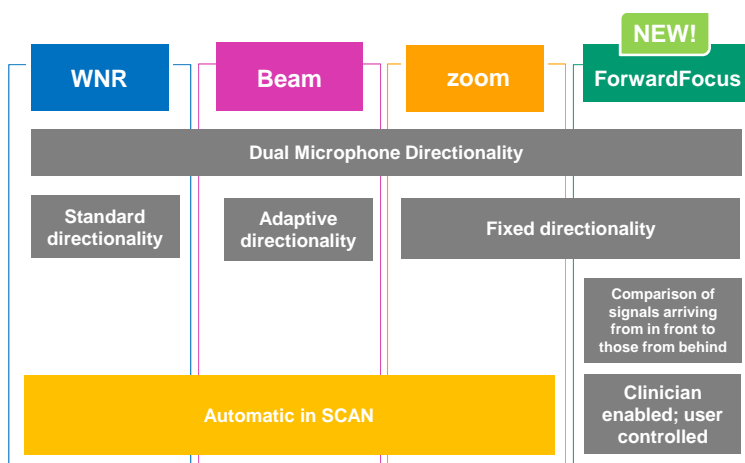 NEW!
WNR
Beam
zoom
ForwardFocus
Dual Microphone Directionality
Standard
directionality
Adaptive
directionality
Fixed directionality
Comparison of
signals arriving
from in front to
those from behind
Automatic in SCAN
Clinician
enabled; user
controlled